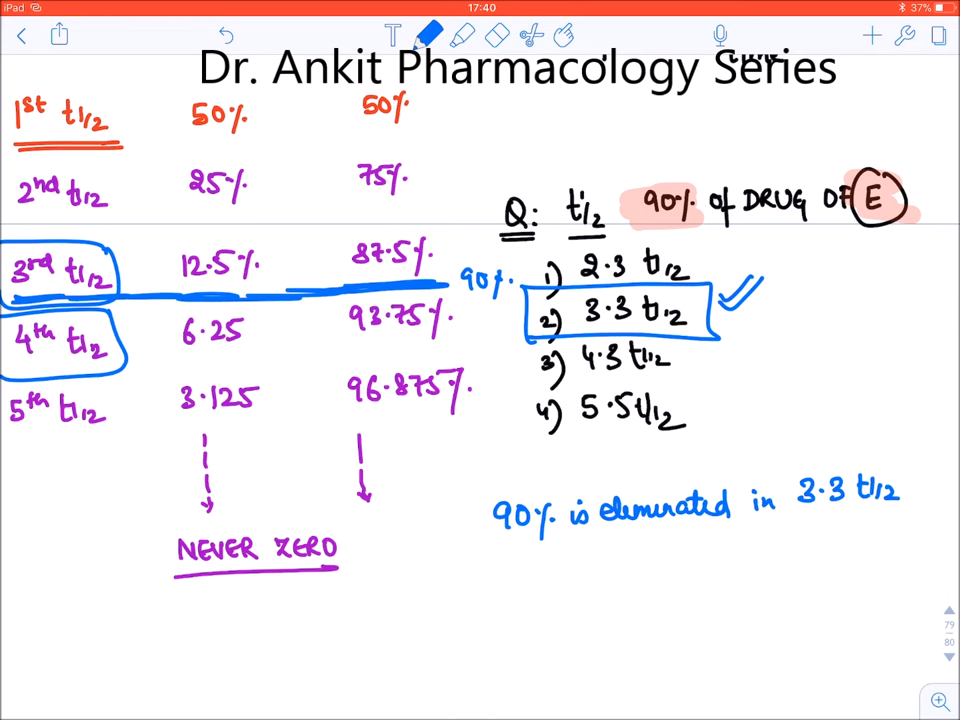 iPad 17:40 37%
Dr. Ankit Pharmacology Series
1st t1/2 50% 50%
2nd t1/2 25% 75%
3rd t1/2 12.5% 87.5%
90%
4th t1/2 6.25 93.75%
5th t1/2 3.125 96.875%
NEVER ZERO
Q: t1/2 90% of DRUG OF E
1) 2.3 t1/2
2) 3.3 t1/2
3) 4.3 t1/2
4) 5.5 t1/2
90% is elemenated in 3.3 t1/2
79
80